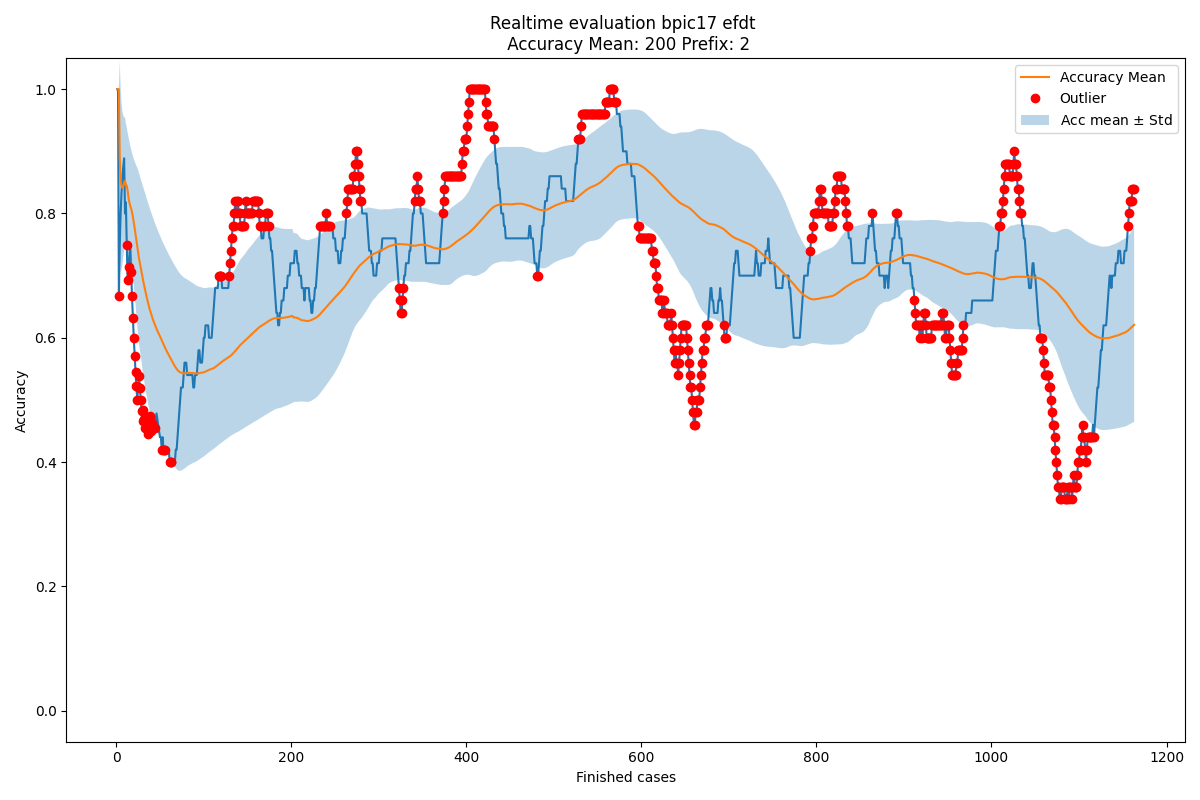 Realtime evaluation bpic17 efdt
Accuracy Mean: 200 Prefix: 2
Accuracy Mean
Outlier
Acc mean ± Std
1.0
0.8
0.6
0.4
0.2
0.0
Accuracy
0 200 400 600 800 1000 1200
Finished cases